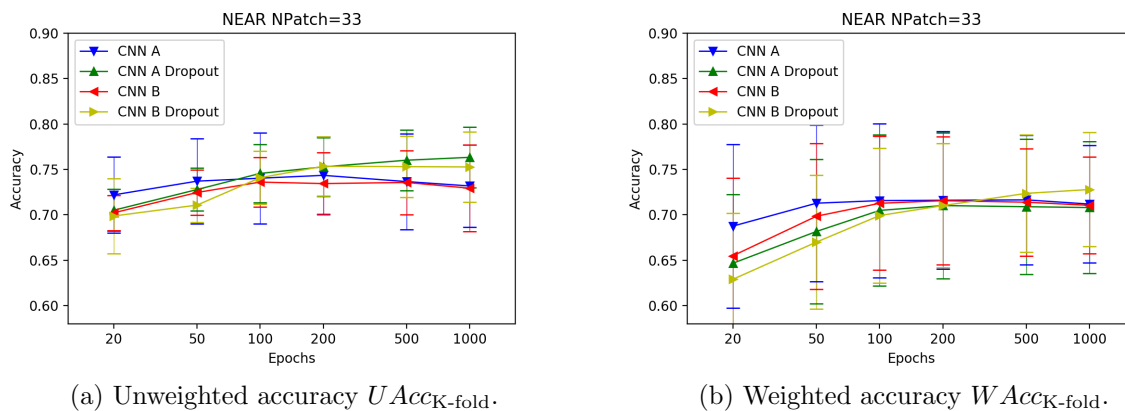 NEAR NPatch=33
0.90
0.85
0.80
0.75
0.70
0.65
0.60
Accuracy
CNN A
CNN A Dropout
CNN B
CNN B Dropout
20 50 100 200 500 1000
Epochs
(a) Unweighted accuracy UAcc_K-fold.
NEAR NPatch=33
0.90
0.85
0.80
0.75
0.70
0.65
0.60
Accuracy
CNN A
CNN A Dropout
CNN B
CNN B Dropout
20 50 100 200 500 1000
Epochs
(b) Weighted accuracy WAcc_K-fold.